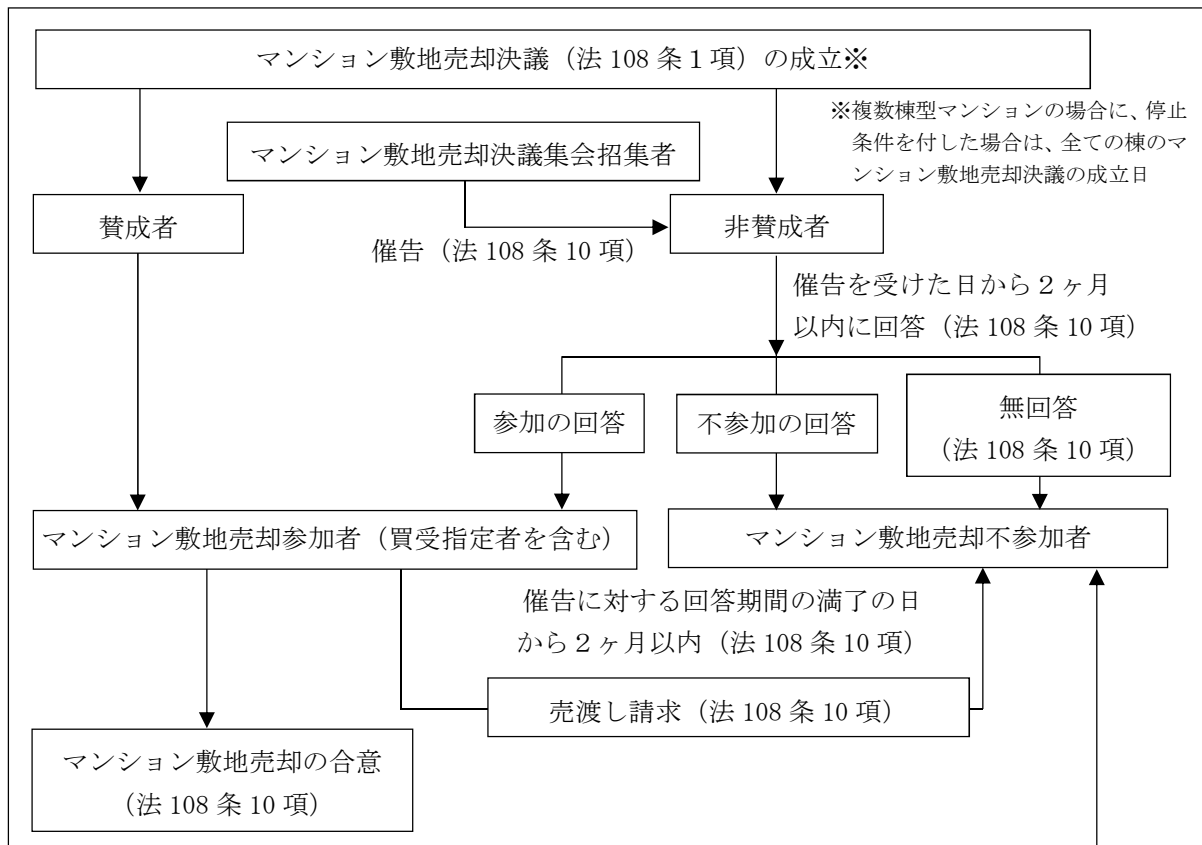 マンション敷地売却決議（法 108 条１項）の成立※
※複数棟型マンションの場合に、停止
条件を付した場合は、全ての棟のマ
ンション敷地売却決議の成立日
マンション敷地売却決議集会招集者
賛成者
非賛成者
催告（法 108 条 10 項）
催告を受けた日から２ヶ月
以内に回答（法 108 条 10 項）
参加の回答
不参加の回答
無回答
（法 108 条 10 項）
マンション敷地売却参加者（買受指定者を含む）
マンション敷地売却不参加者
催告に対する回答期間の満了の日
から２ヶ月以内（法 108 条 10 項）
売渡し請求（法 108 条 10 項）
マンション敷地売却の合意
（法 108 条 10 項）